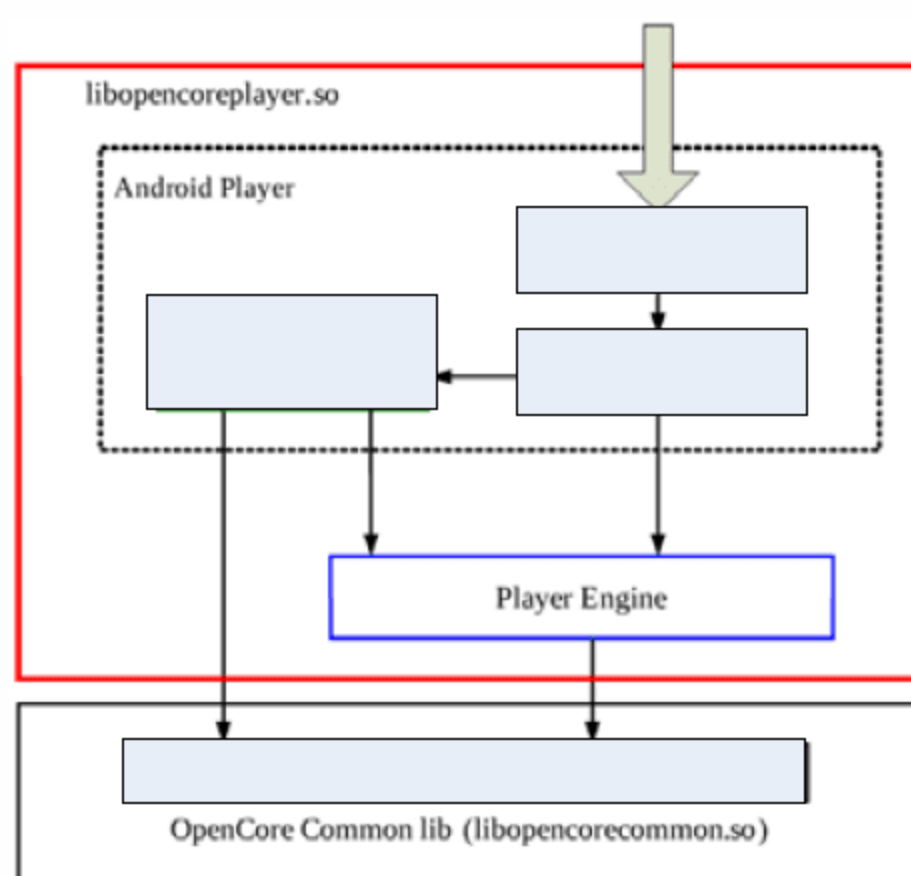 libopencoreplayer.so
Android Player
Player Engine
OpenCore Common lib (libopencorecommon.so)